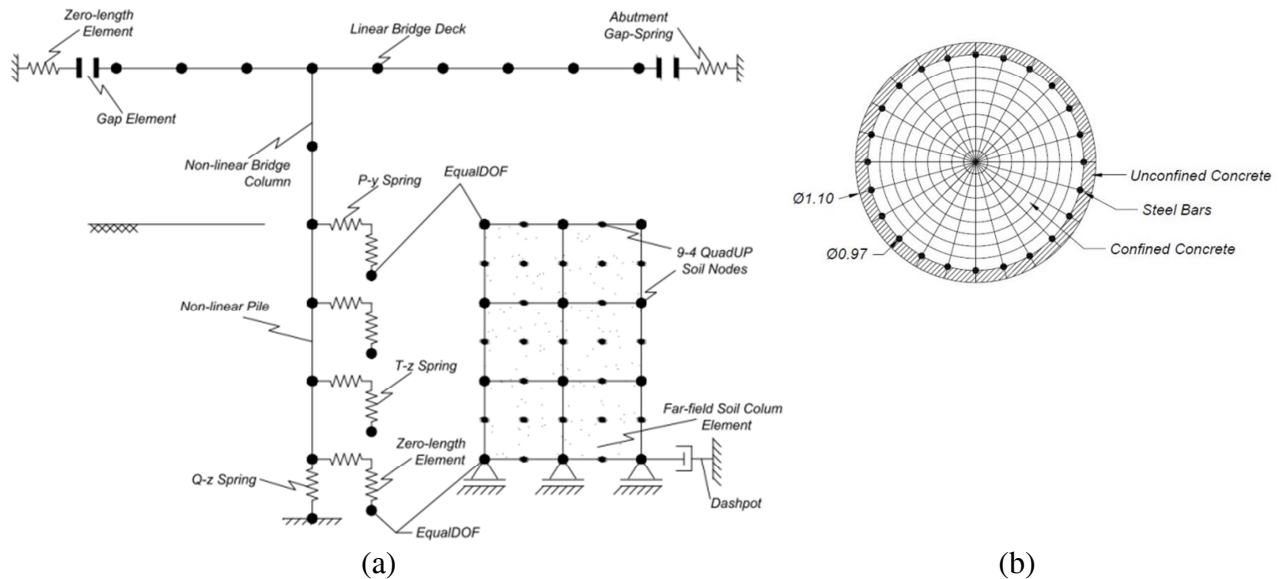 Zero-length
Element
Linear Bridge Deck
Abutment
Gap-Spring
Gap Element
Non-linear Bridge
Column
P-y Spring
EqualDOF
9-4 QuadUP
Soil Nodes
Non-linear Pile
T-z Spring
Far-field Soil Colum
Element
Zero-length
Element
Q-z Spring
Dashpot
EqualDOF
(a)
Unconfined Concrete
Ø1.10
Steel Bars
Confined Concrete
Ø0.97
(b)